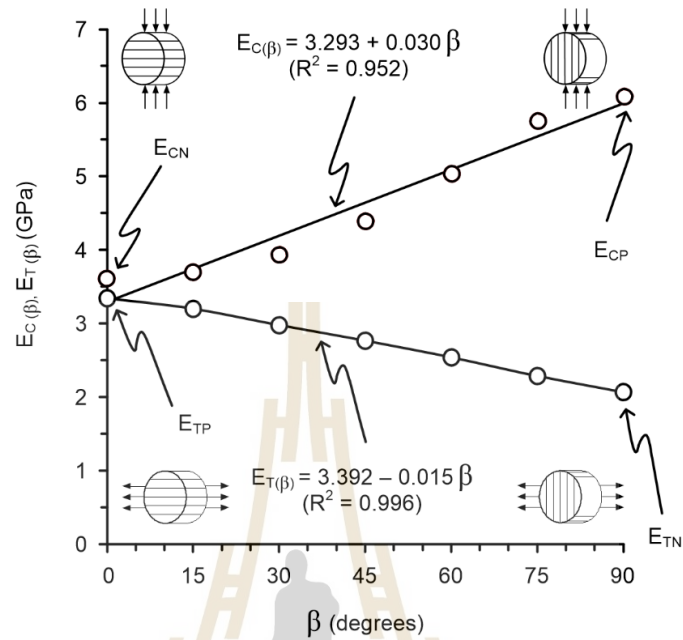 7
6
5
4
3
2
1
0
E_C (β), E_T (β) (GPa)
E_C(β) = 3.293 + 0.030 β
(R² = 0.952)
E_CN
E_CP
E_TP
E_T(β) = 3.392 – 0.015 β
(R² = 0.996)
E_TN
0 15 30 45 60 75 90
β (degrees)